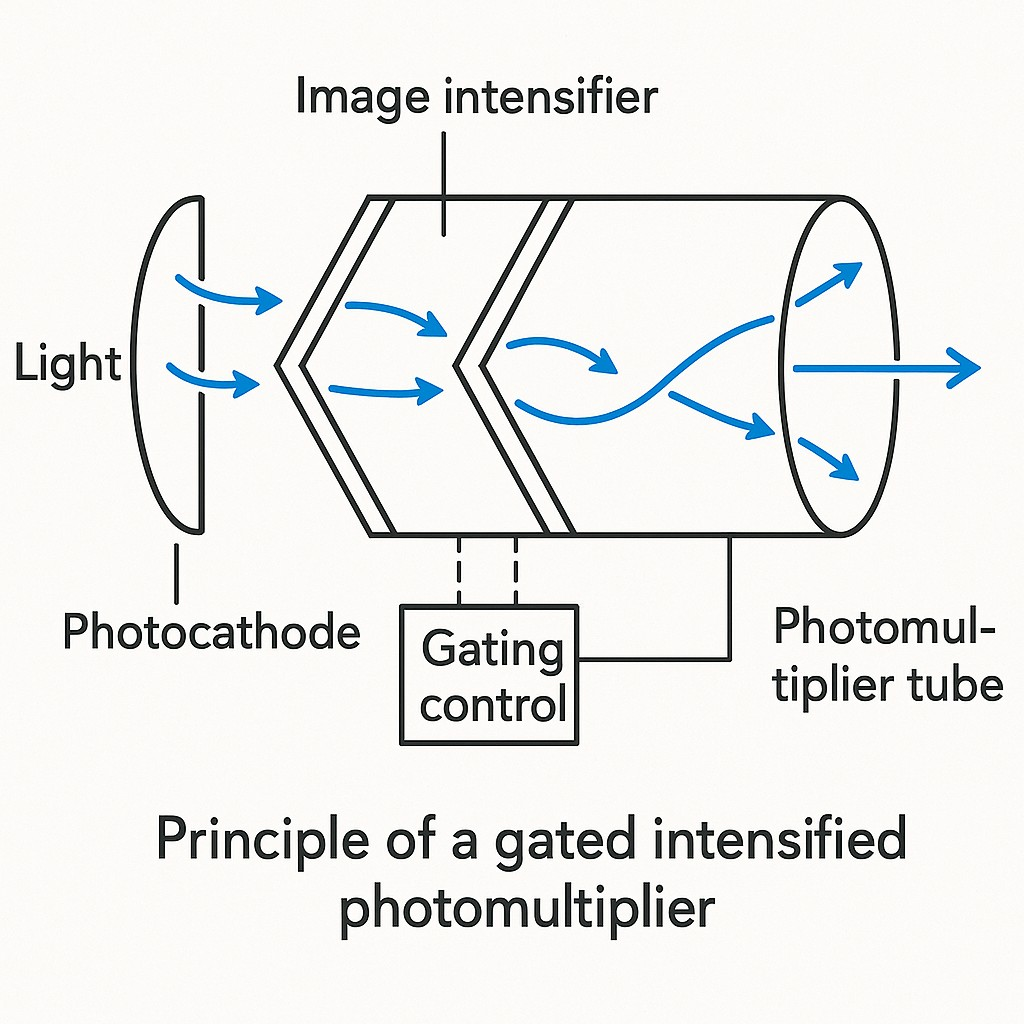 Image intensifier
Light
Photocathode
Gating
control
Photomul-
tiplier tube
Principle of a gated intensified
photomultiplier